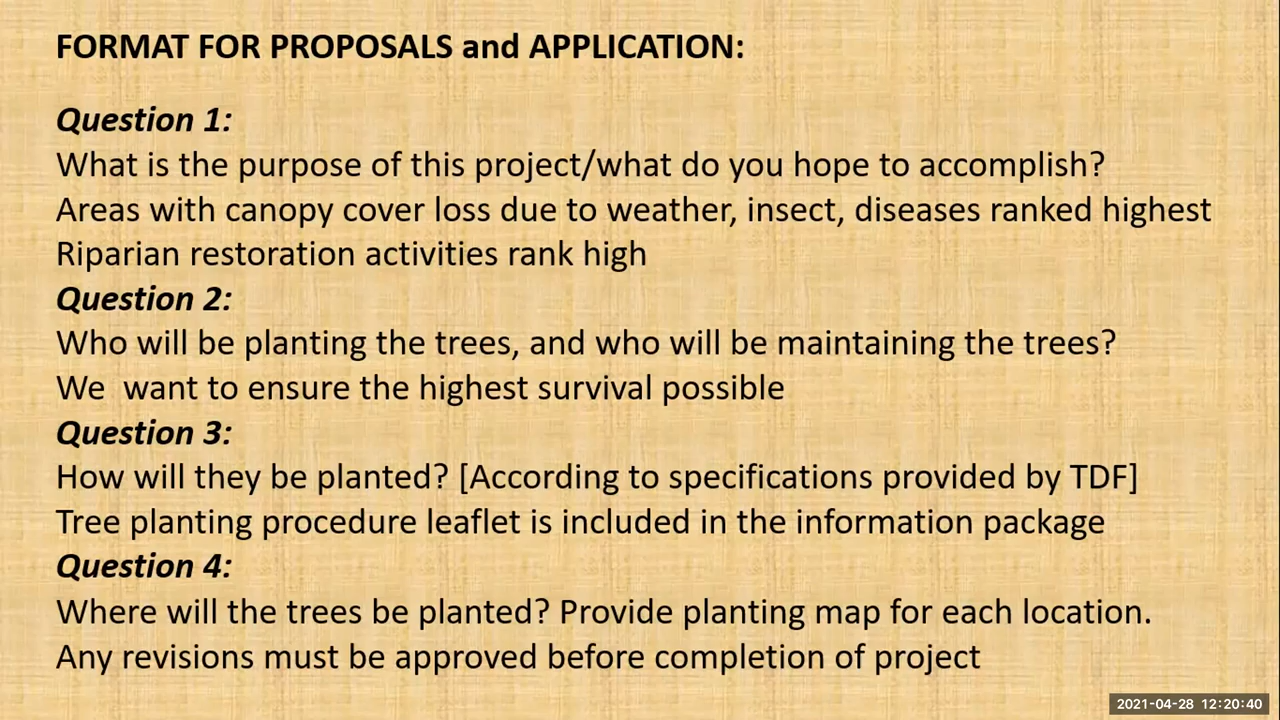 FORMAT FOR PROPOSALS and APPLICATION:
Question 1:
What is the purpose of this project/what do you hope to accomplish?
Areas with canopy cover loss due to weather, insect, diseases ranked highest
Riparian restoration activities rank high
Question 2:
Who will be planting the trees, and who will be maintaining the trees?
We  want to ensure the highest survival possible
Question 3:
How will they be planted? [According to specifications provided by TDF]
Tree planting procedure leaflet is included in the information package
Question 4:
Where will the trees be planted? Provide planting map for each location.
Any revisions must be approved before completion of project
2021-04-28 12:20:40